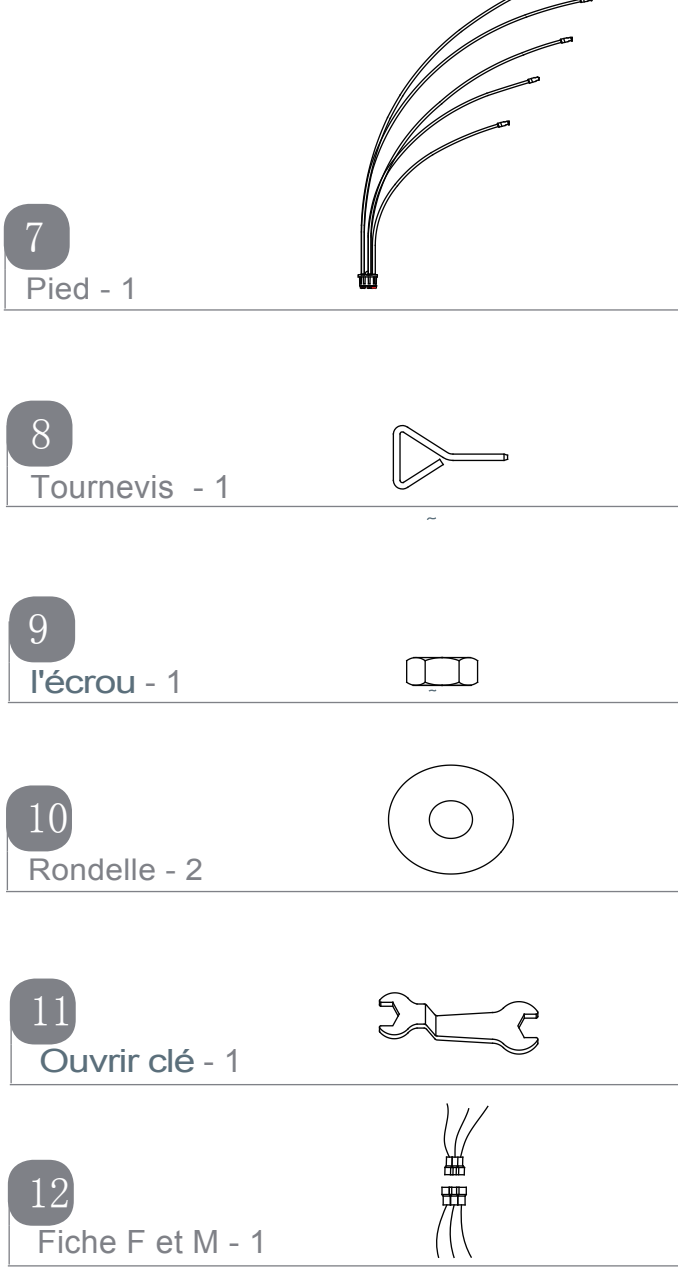 7
Pied - 1
8
Tournevis - 1
~
9
l'écrou - 1
~
10
Rondelle - 2
11
Ouvrir clé - 1
12
Fiche F et M - 1